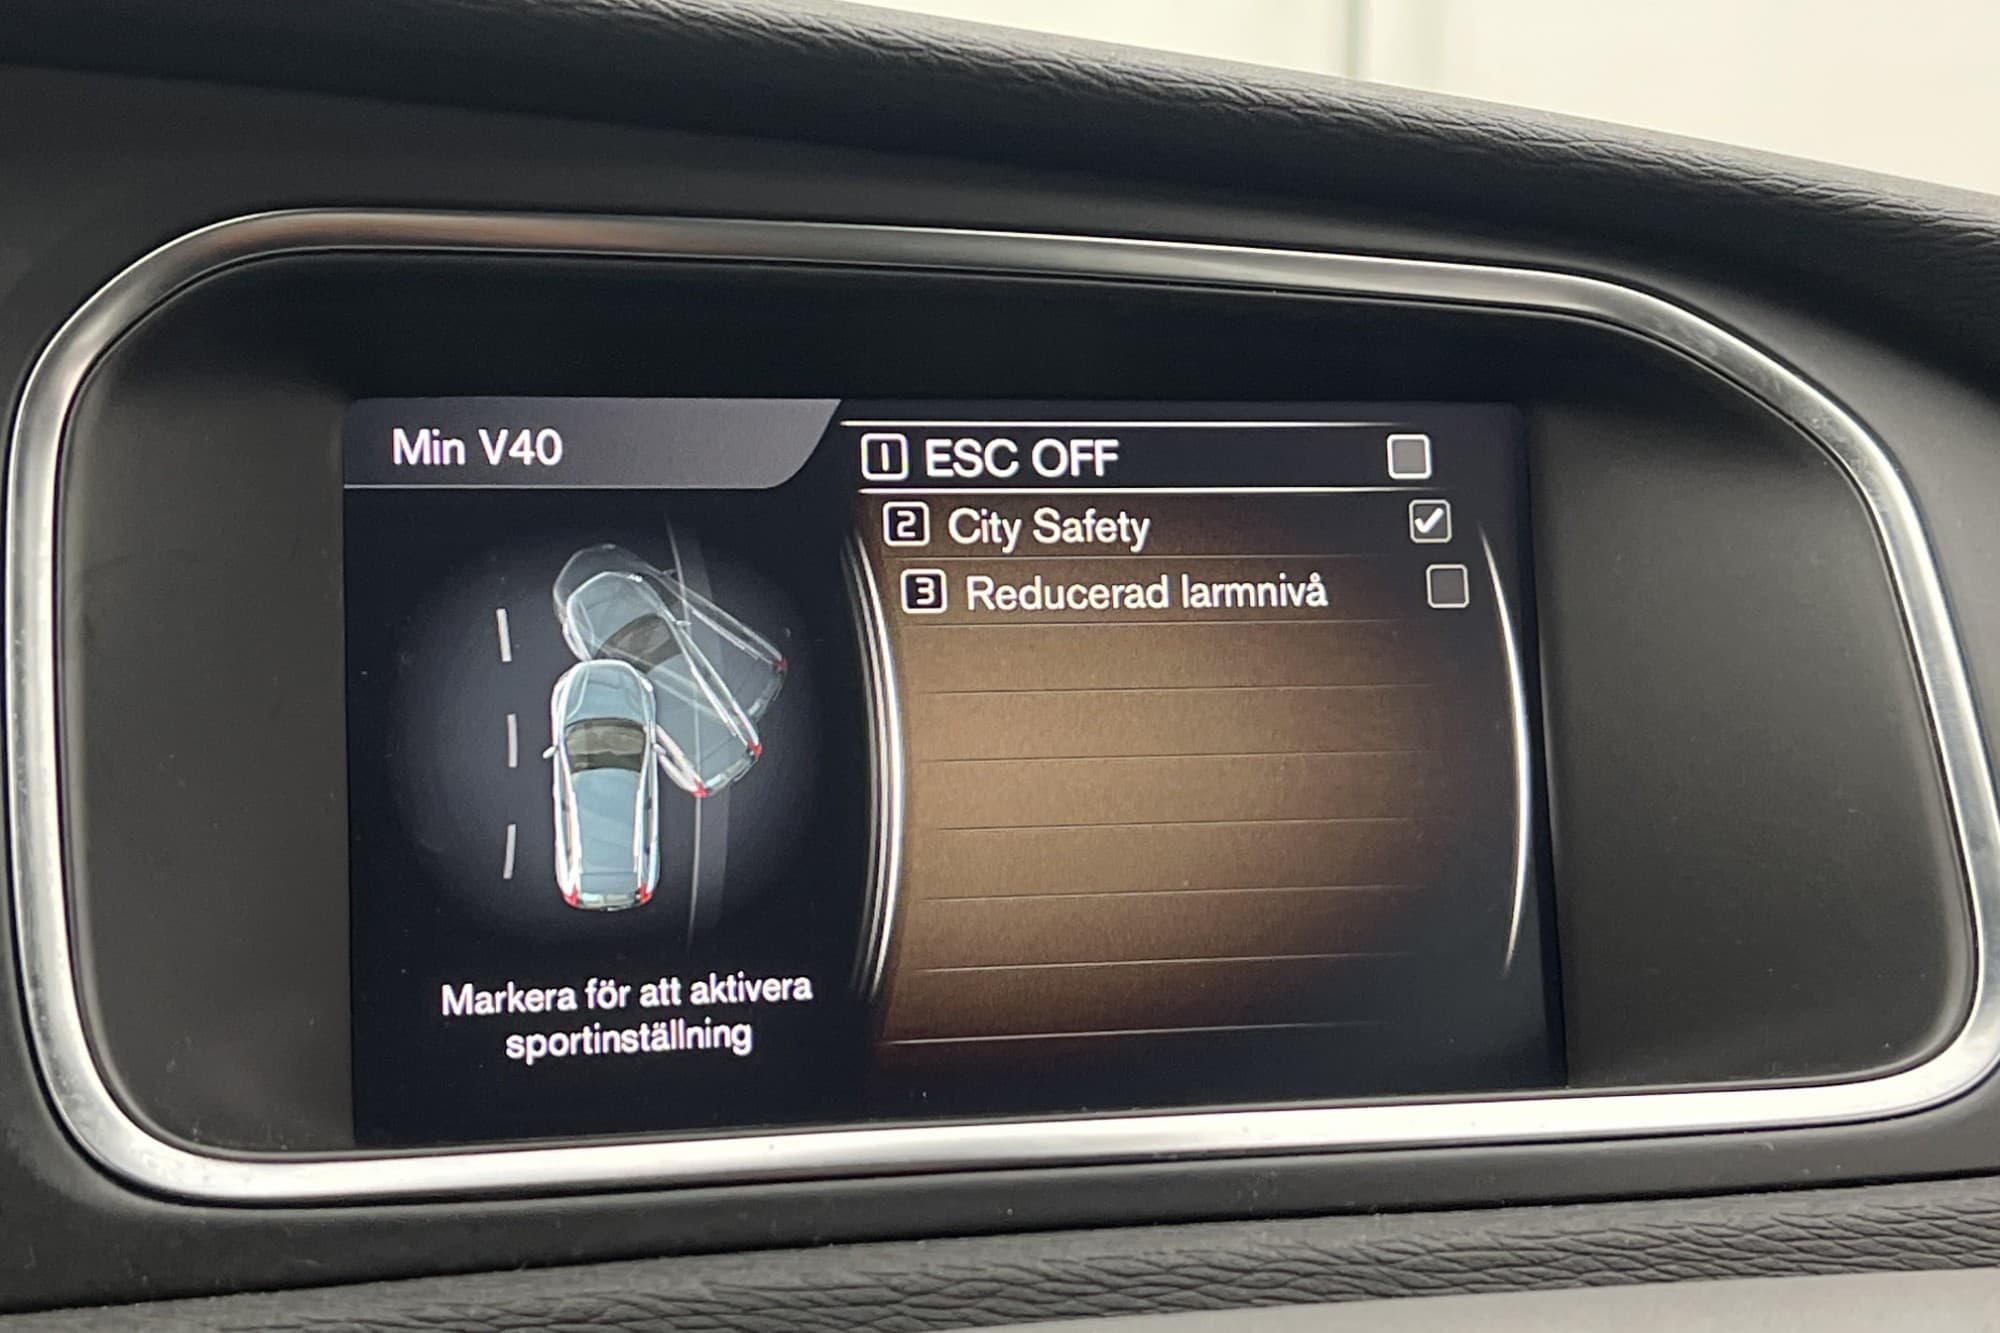 Min V40
1 ESC OFF
2 City Safety
3 Reducerad larmnivå
Markera för att aktivera
sportinställning